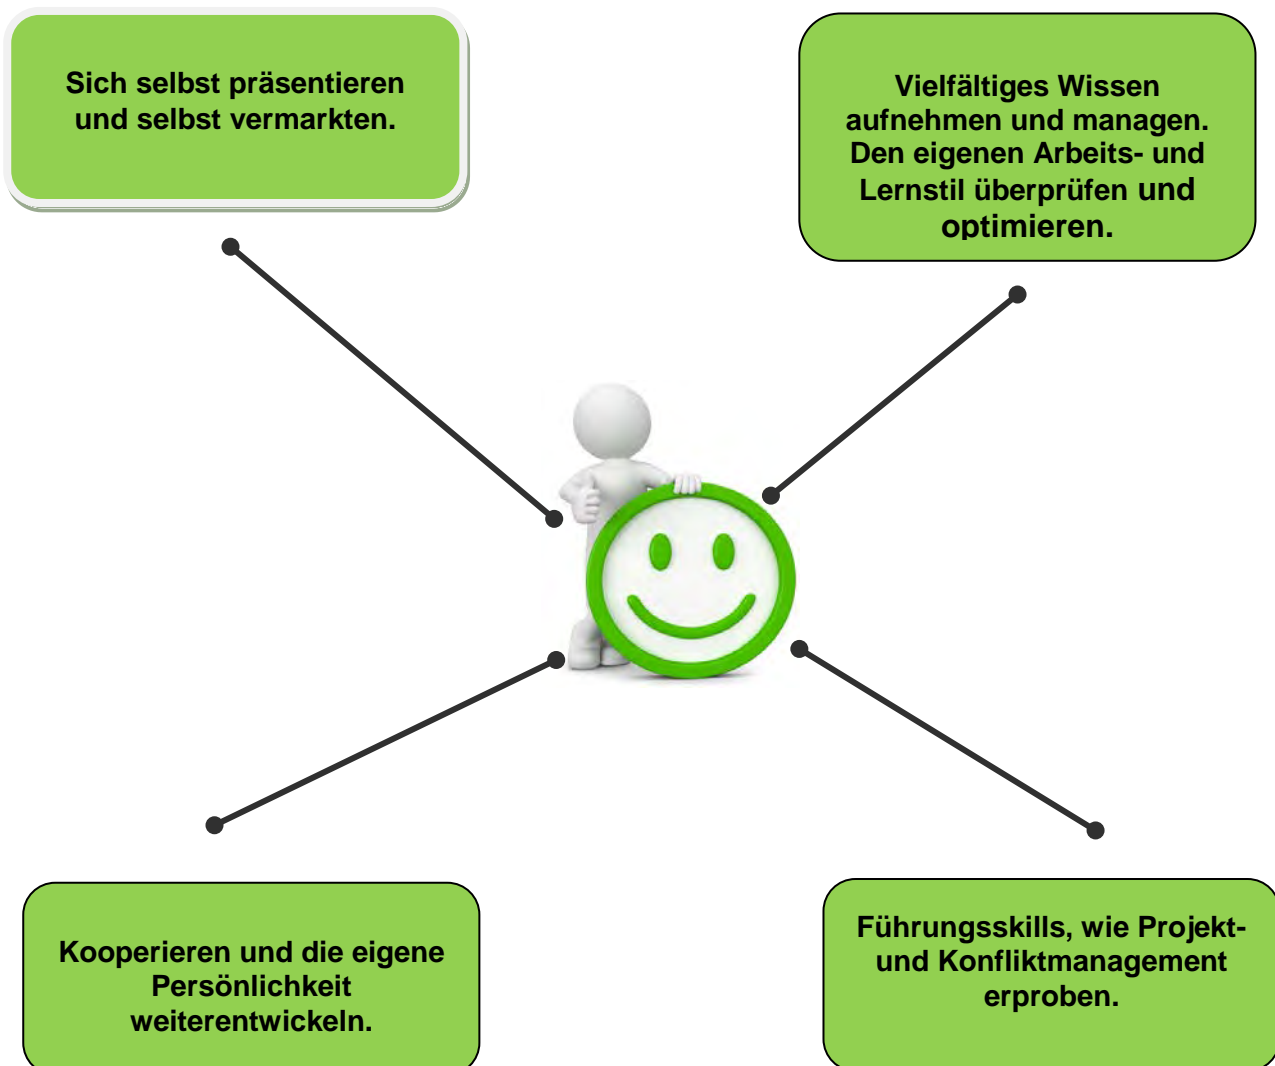 Sich selbst präsentieren
und selbst vermarkten.
Vielfältiges Wissen
aufnehmen und managen.
Den eigenen Arbeits- und
Lernstil überprüfen und
optimieren.
Kooperieren und die eigene
Persönlichkeit
weiterentwickeln.
Führungsskills, wie Projekt-
und Konfliktmanagement
erproben.